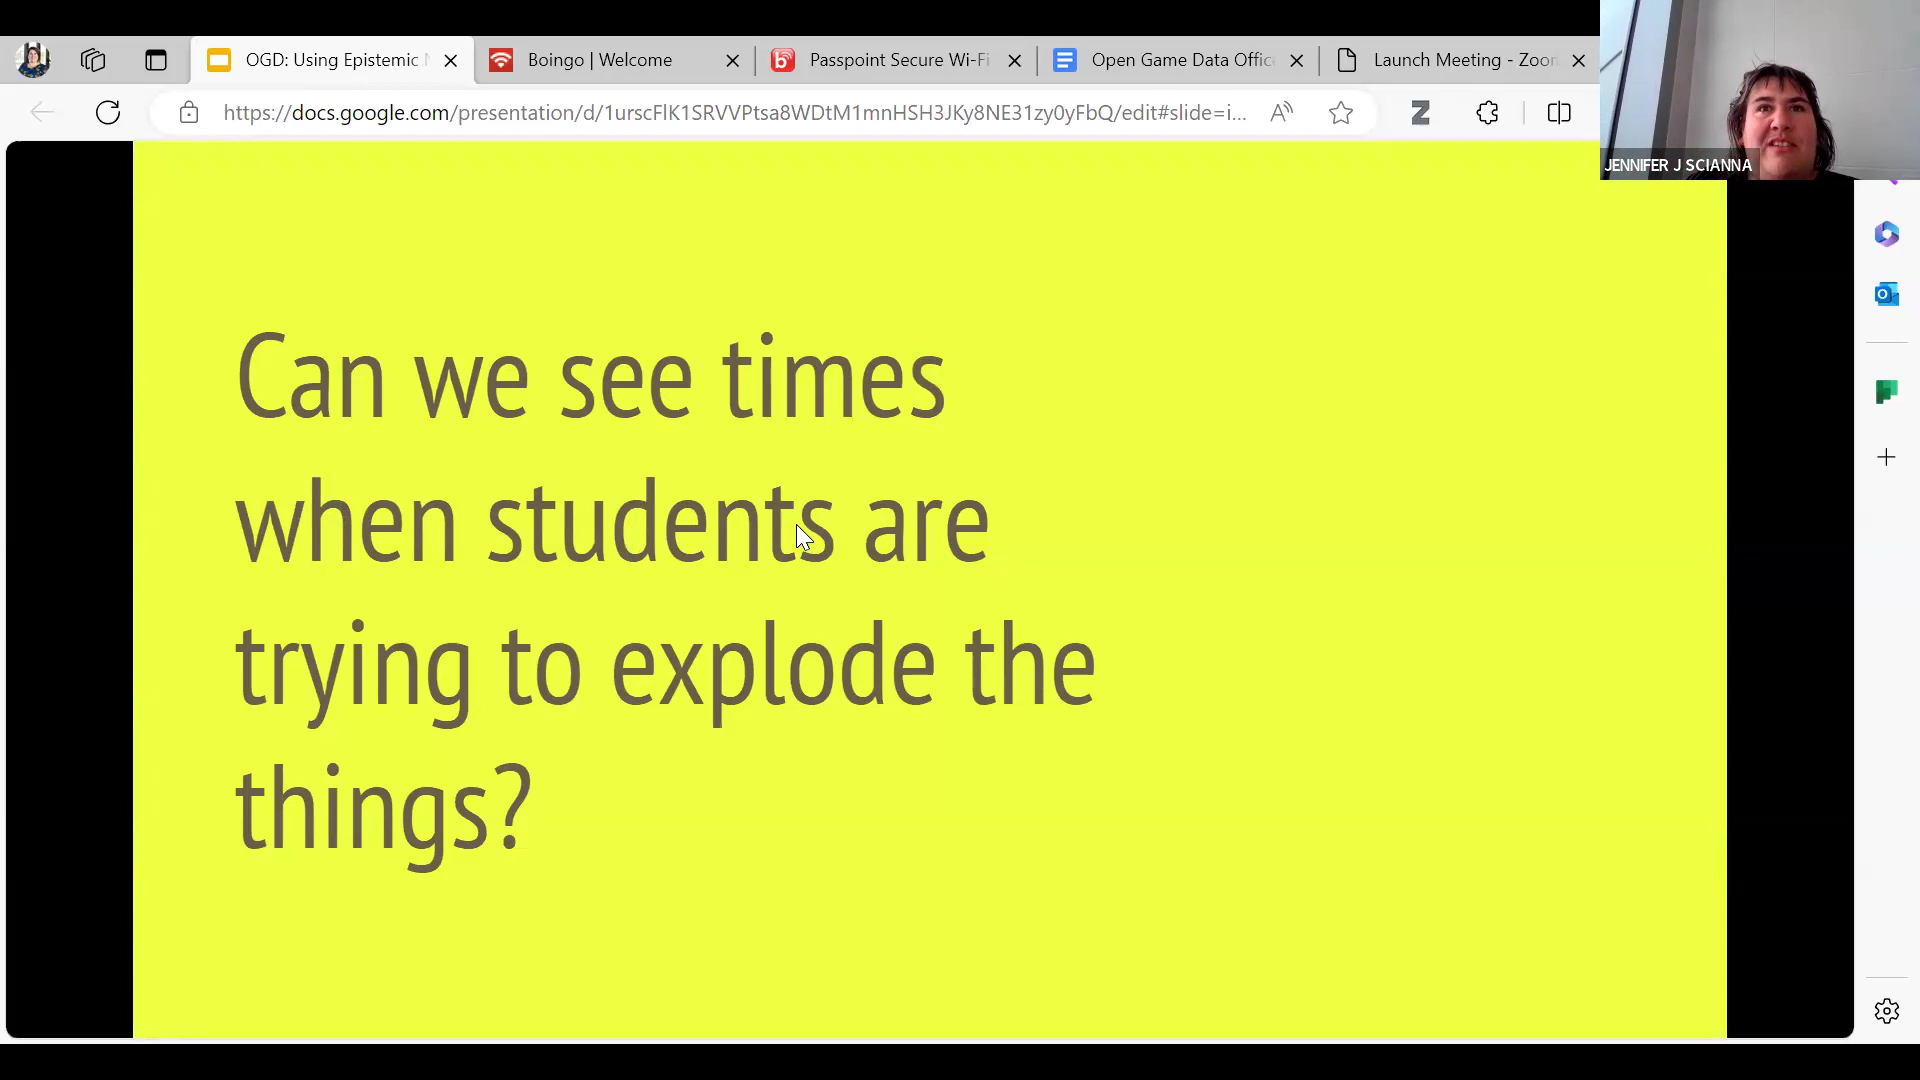 OGD: Using Epistemic
Boingo | Welcome
Passpoint Secure Wi-Fi
Open Game Data Offic
Launch Meeting - Zoom
https://docs.google.com/presentation/d/1urscFlK1SRVVPtsa8WDtM1mnHSH3JKy8NE31zy0yFbQ/edit#slide=i...
JENNIFER J SCIANNA
Can we see times
when students are
trying to explode the
things?